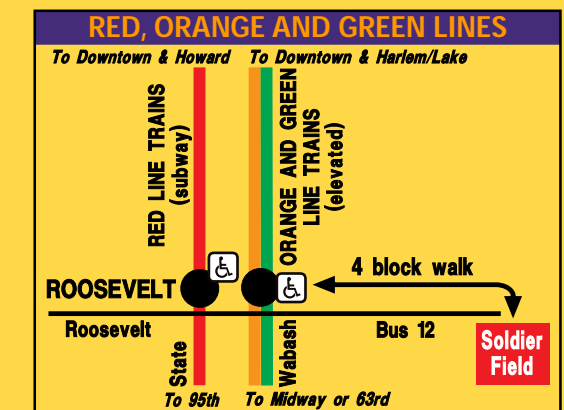 RED, ORANGE AND GREEN LINES
To Downtown & Howard
To Downtown & Harlem/Lake
RED LINE TRAINS
(subway)
ORANGE AND GREEN
LINE TRAINS
(elevated)
4 block walk
ROOSEVELT
Roosevelt
Bus 12
Soldier
Field
State
Wabash
To 95th
To Midway or 63rd